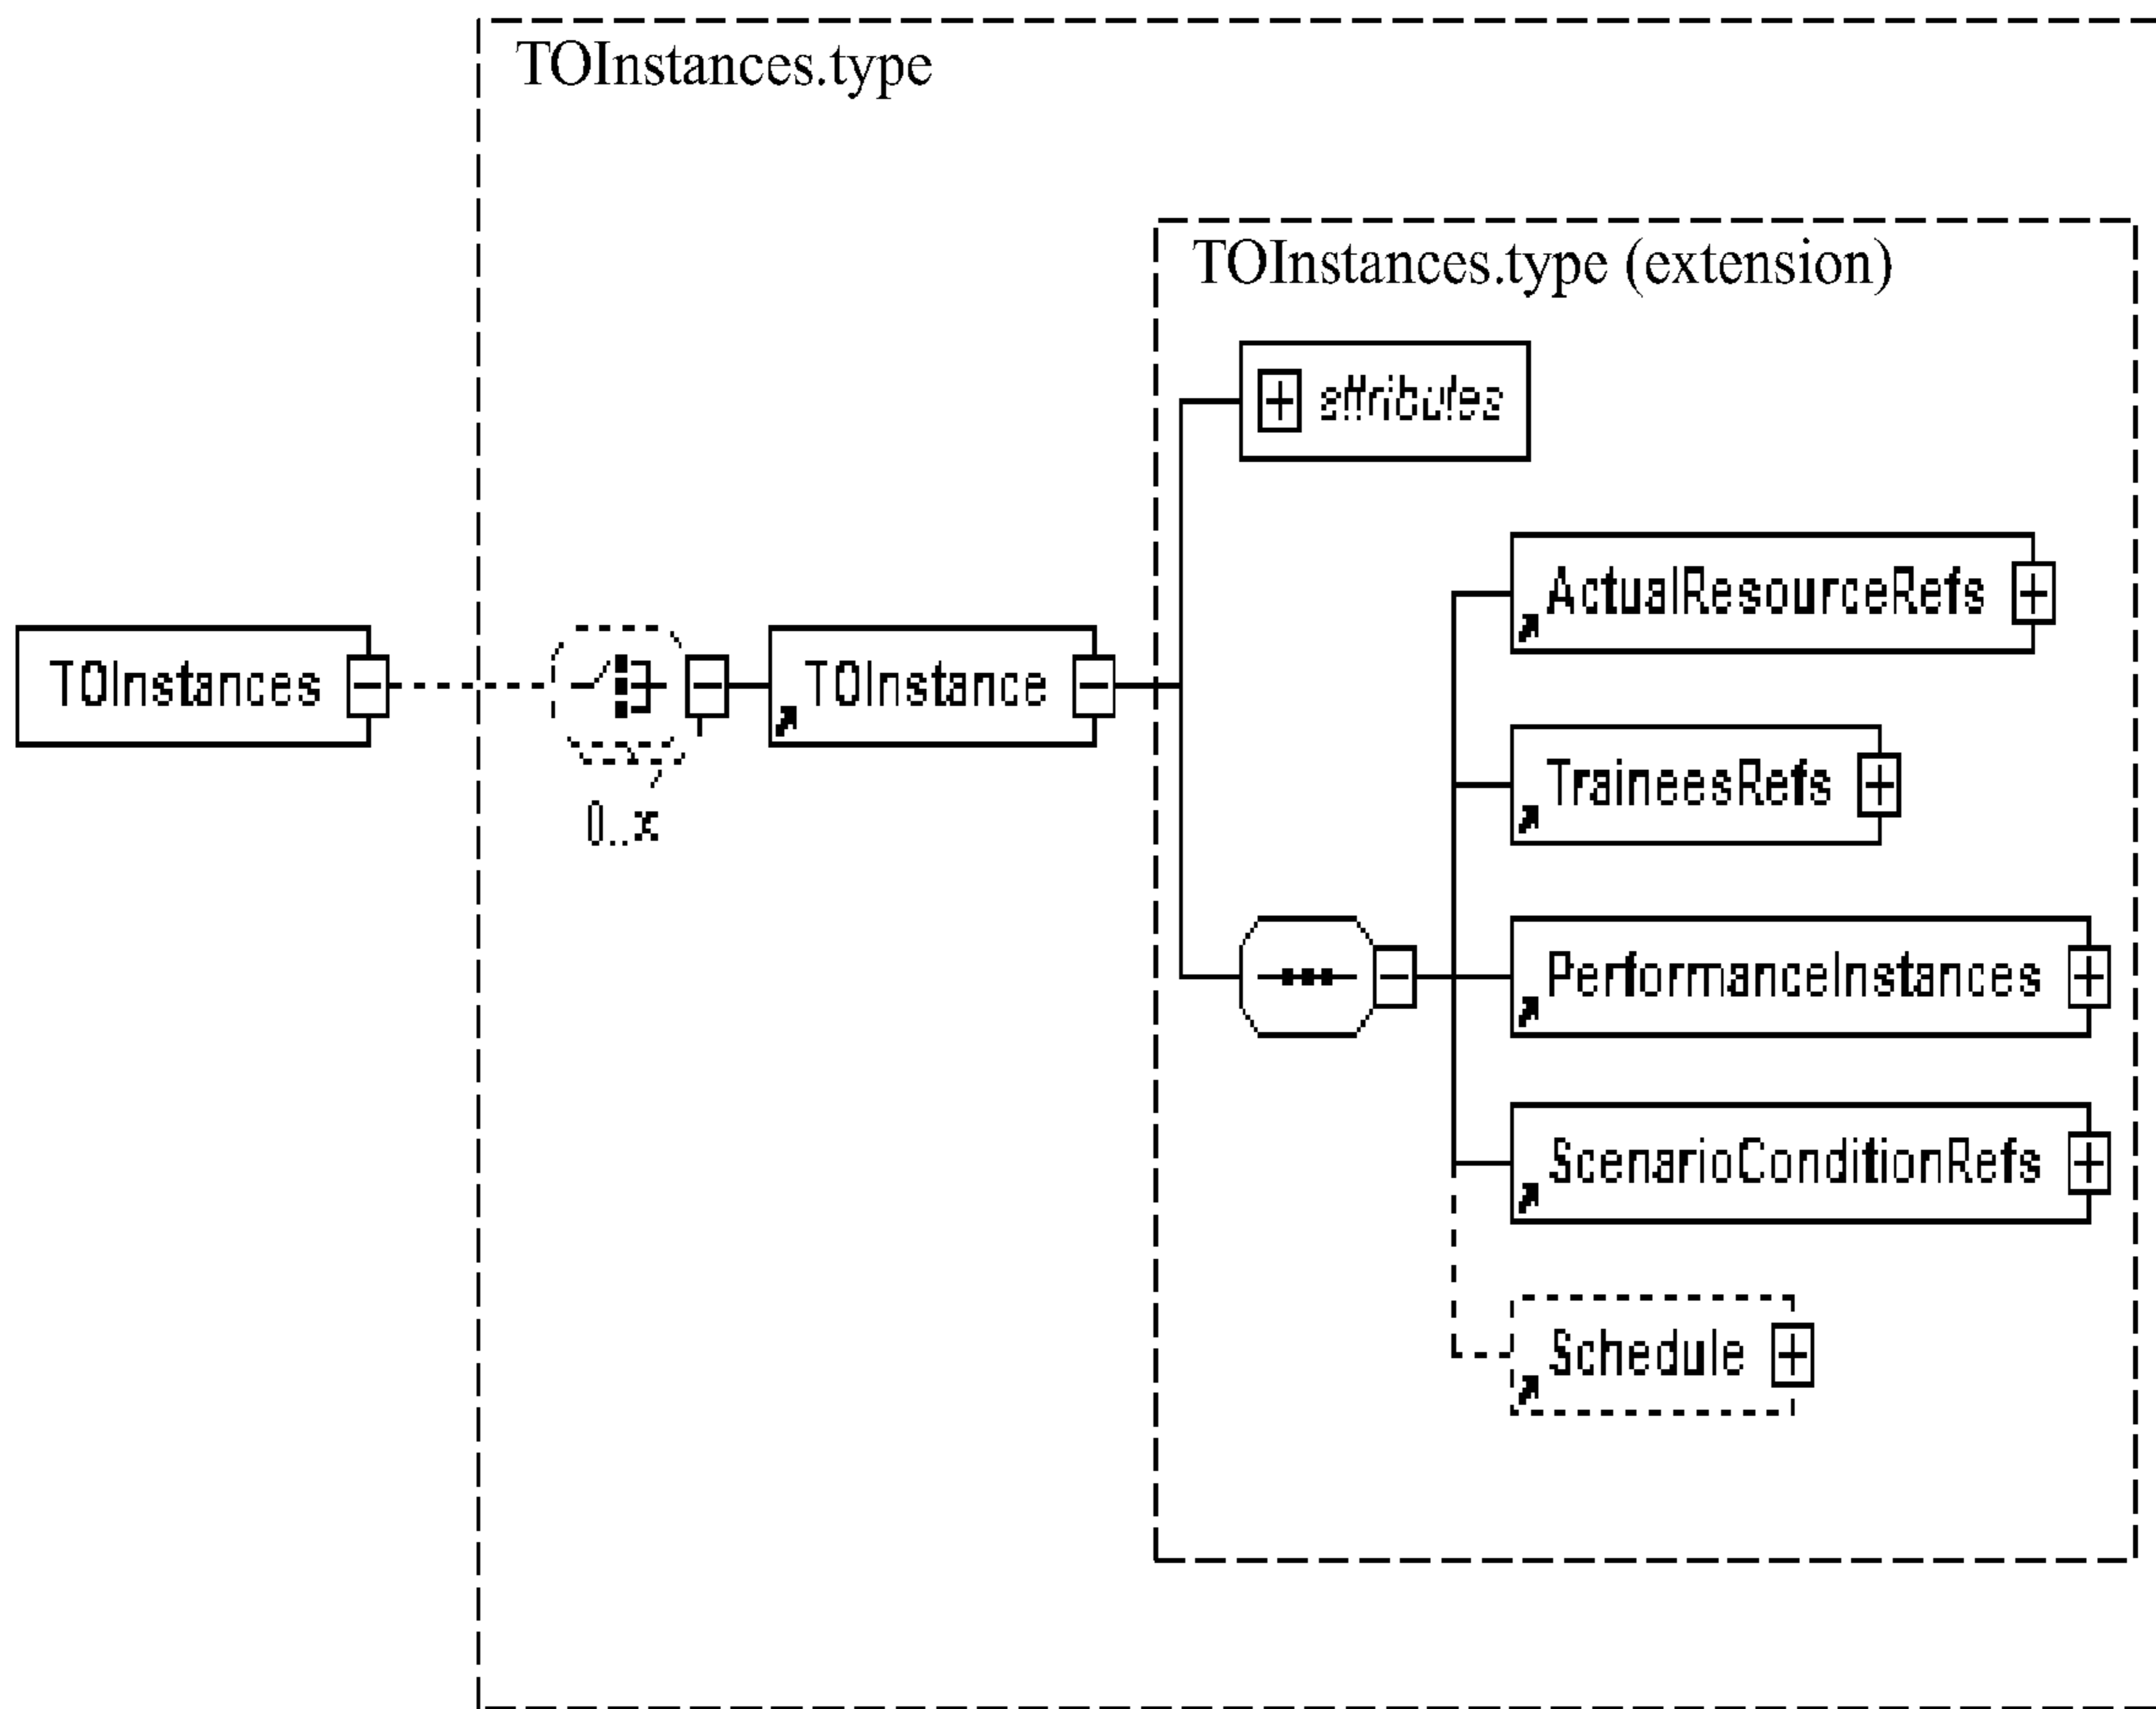 TOInstances.type
TOInstances.type (extension)
attributes
ActualResourceRefs
TOInstances
TOInstance
TraineesRefs
0..∞
PerformanceInstances
ScenarioConditionRefs
Schedule